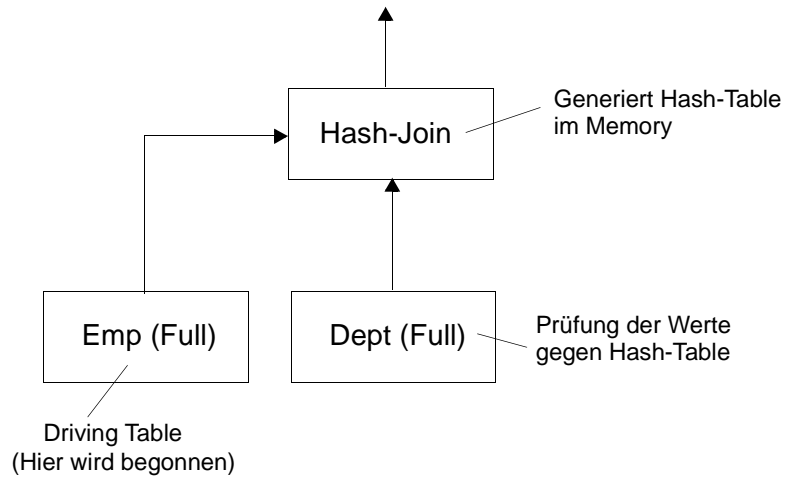 Generiert Hash-Table
im Memory
Hash-Join
Emp (Full)
Dept (Full)
Prüfung der Werte
gegen Hash-Table
Driving Table
(Hier wird begonnen)